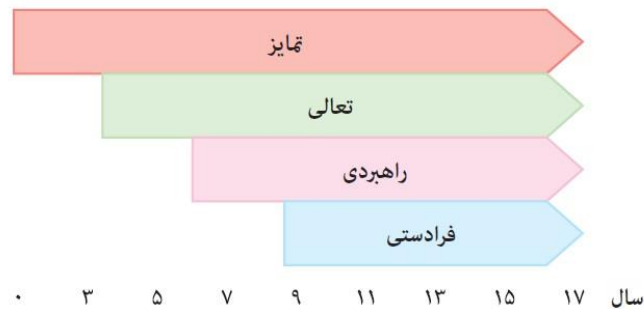 تمایز
تعالی
راهبردی
فرادستی
۰ ۳ ۵ ۷ ۹ ۱۱ ۱۳ ۱۵ ۱۷ سال